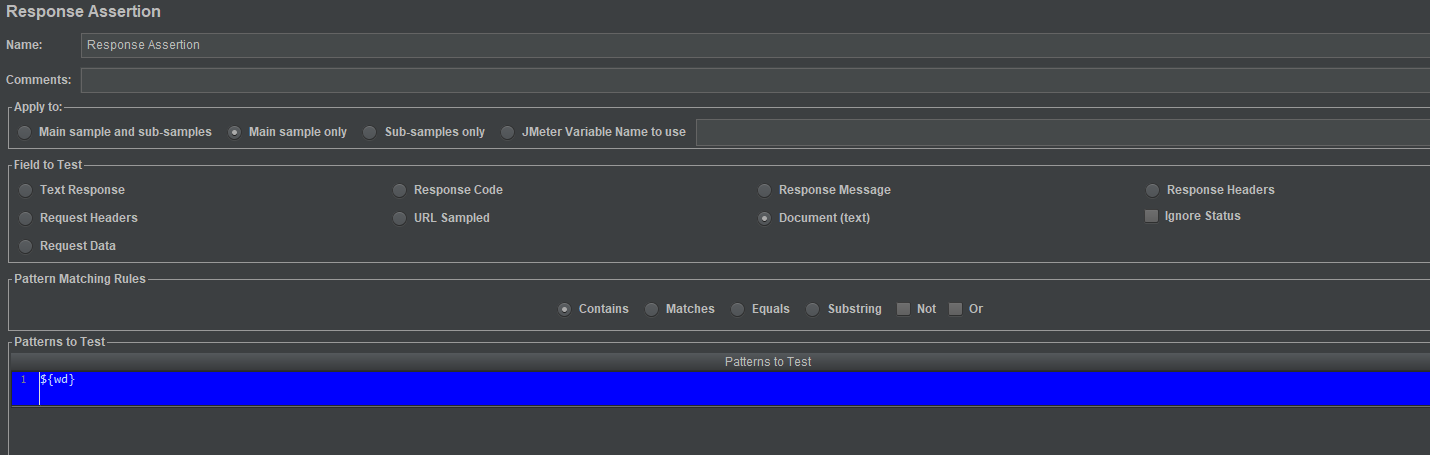 Response Assertion
Name: Response Assertion
Comments:
Apply to:
Main sample and sub-samples Main sample only Sub-samples only JMeter Variable Name to use
Field to Test
Text Response Response Code Response Message Response Headers
Request Headers URL Sampled Document (text) Ignore Status
Request Data
Pattern Matching Rules
Contains Matches Equals Substring Not Or
Patterns to Test
Patterns to Test
1 ${wd}